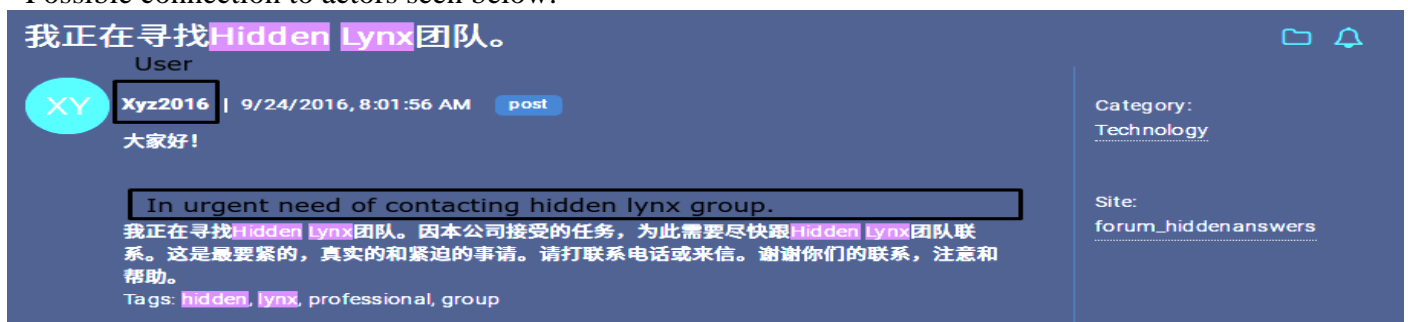 Possible connection to actors seen below:
我正在寻找Hidden Lynx团队。
User
XY
Xyz2016 | 9/24/2016, 8:01:56 AM post
大家好!
In urgent need of contacting hidden lynx group.
我正在寻找Hidden Lynx团队。因本公司接受的任务，为此需要尽快跟Hidden Lynx团队联
系。这是最要紧的，真实的和紧迫的事请。请打联系电话或来信。谢谢你们的联系，注意和
帮助。
Tags: hidden, lynx, professional, group
Category:
Technology
Site:
forum_hiddenanswers